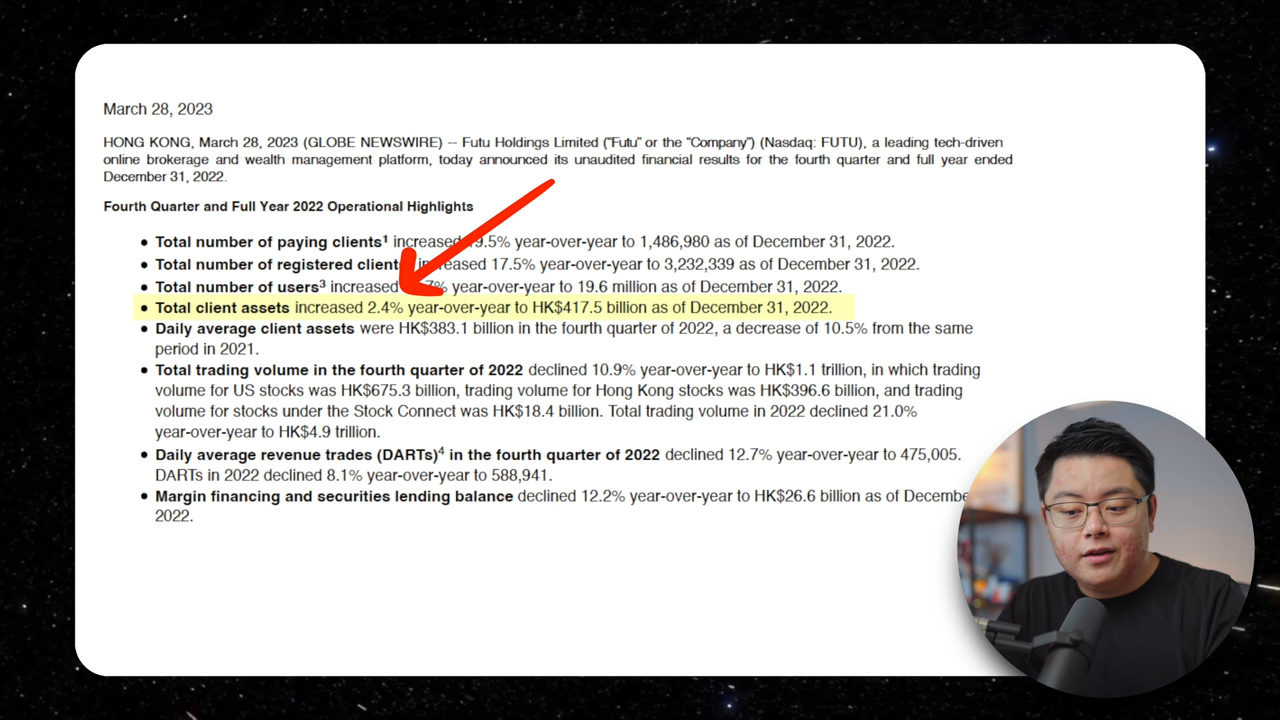 March 28, 2023
HONG KONG, March 28, 2023 (GLOBE NEWSWIRE) -- Futu Holdings Limited ("Futu" or the "Company") (Nasdaq: FUTU), a leading tech-driven
online brokerage and wealth management platform, today announced its unaudited financial results for the fourth quarter and full year ended
December 31, 2022.
Fourth Quarter and Full Year 2022 Operational Highlights
• Total number of paying clients¹ increased 9.5% year-over-year to 1,486,980 as of December 31, 2022.
• Total number of registered client increased 17.5% year-over-year to 3,232,339 as of December 31, 2022.
• Total number of users³ increased year-over-year to 19.6 million as of December 31, 2022.
• Total client assets increased 2.4% year-over-year to HK$417.5 billion as of December 31, 2022.
• Daily average client assets were HK$383.1 billion in the fourth quarter of 2022, a decrease of 10.5% from the same
period in 2021.
• Total trading volume in the fourth quarter of 2022 declined 10.9% year-over-year to HK$1.1 trillion, in which trading
volume for US stocks was HK$675.3 billion, trading volume for Hong Kong stocks was HK$396.6 billion, and trading
volume for stocks under the Stock Connect was HK$18.4 billion. Total trading volume in 2022 declined 21.0%
year-over-year to HK$4.9 trillion.
• Daily average revenue trades (DARTs)⁴ in the fourth quarter of 2022 declined 12.7% year-over-year to 475,005.
DARTs in 2022 declined 8.1% year-over-year to 588,941.
• Margin financing and securities lending balance declined 12.2% year-over-year to HK$26.6 billion as of Decembe
2022.